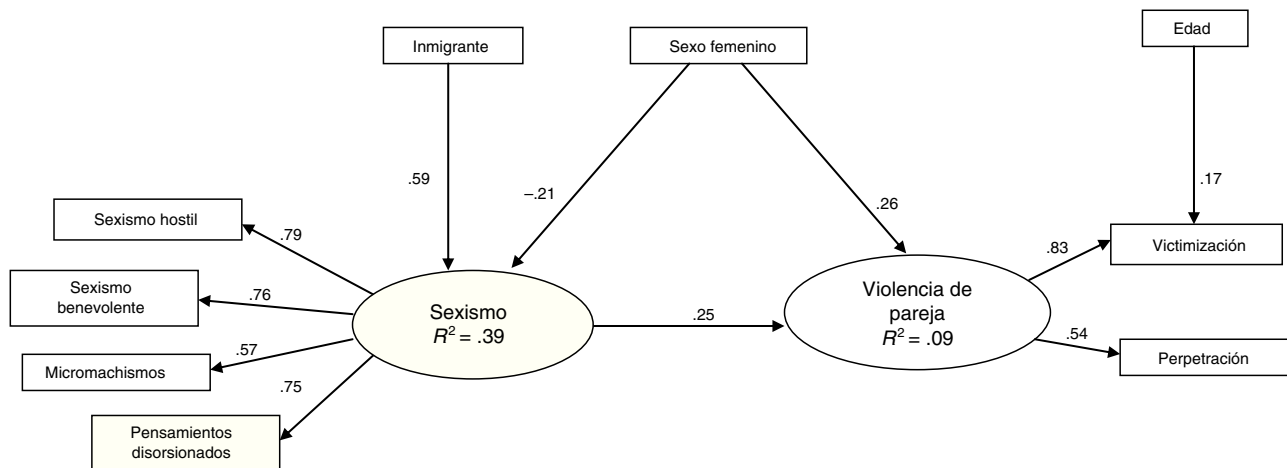 Inmigrante
Sexo femenino
Edad
.59
–.21
.26
.17
Sexismo hostil
.79
Sexismo
benevolente
.76
Micromachismos
.57
Pensamientos
disorsionados
.75
Sexismo
R² = .39
.25
Violencia de
pareja
R² = .09
.83
Victimización
.54
Perpetración